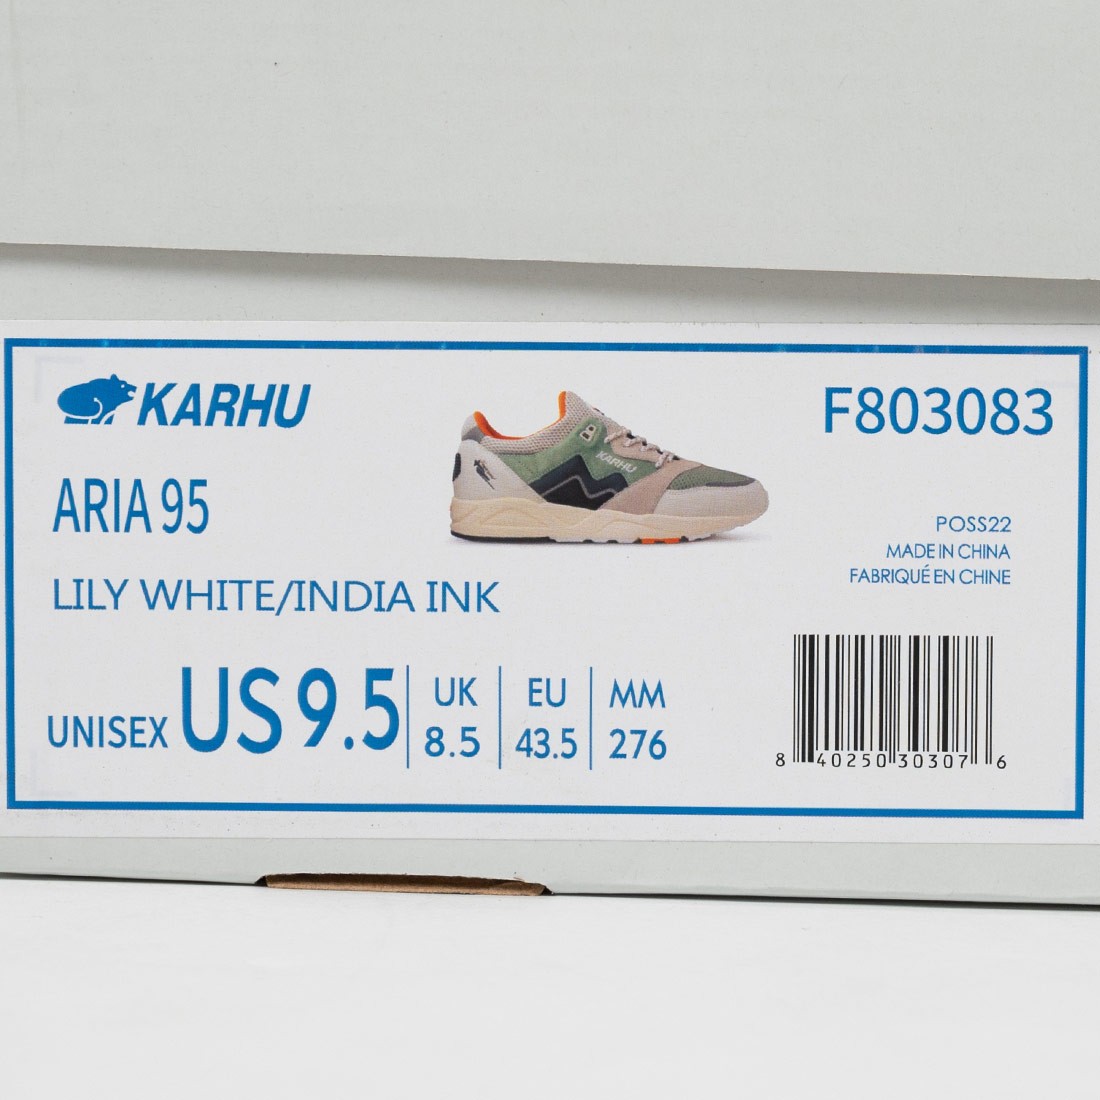 KARHU
F803083
ARIA 95
KARHU
POSS22
MADE IN CHINA
FABRIQUÉ EN CHINE
LILY WHITE/INDIA INK
UNISEX US 9.5
UK
8.5
EU
43.5
MM
276
8 40250 30307 6